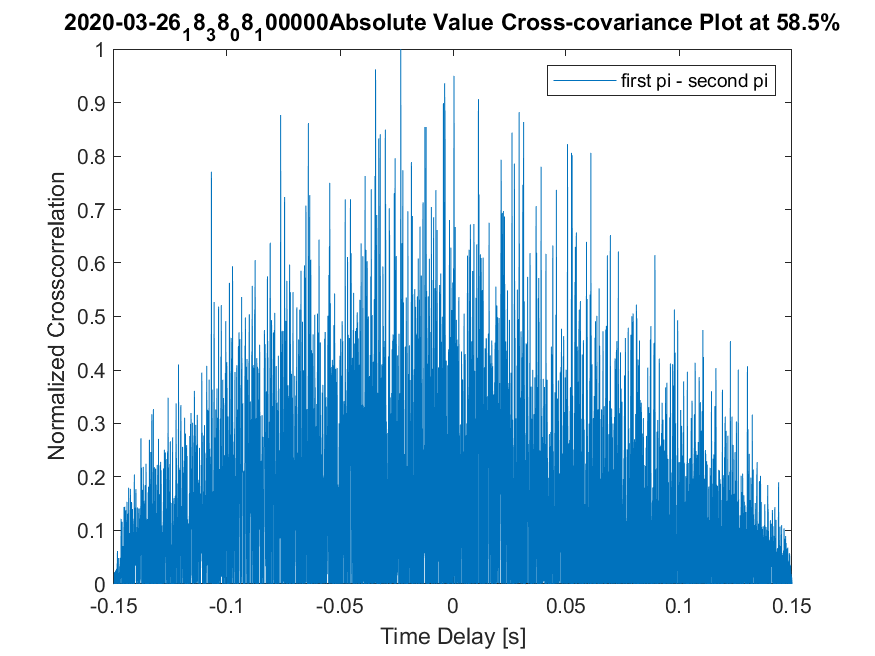 2020-03-26₁8₃8₀8₁00000Absolute Value Cross-covariance Plot at 58.5%
first pi - second pi
Normalized Crosscorrelation
1
0.9
0.8
0.7
0.6
0.5
0.4
0.3
0.2
0.1
0
-0.15 -0.1 -0.05 0 0.05 0.1 0.15
Time Delay [s]